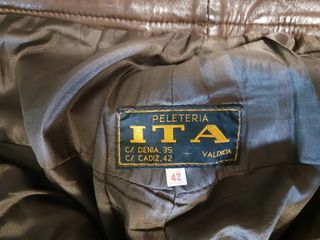 PELETERIA
ITA
C/ DENIA, 35
C/ CADIZ, 42 VALENCIA
42